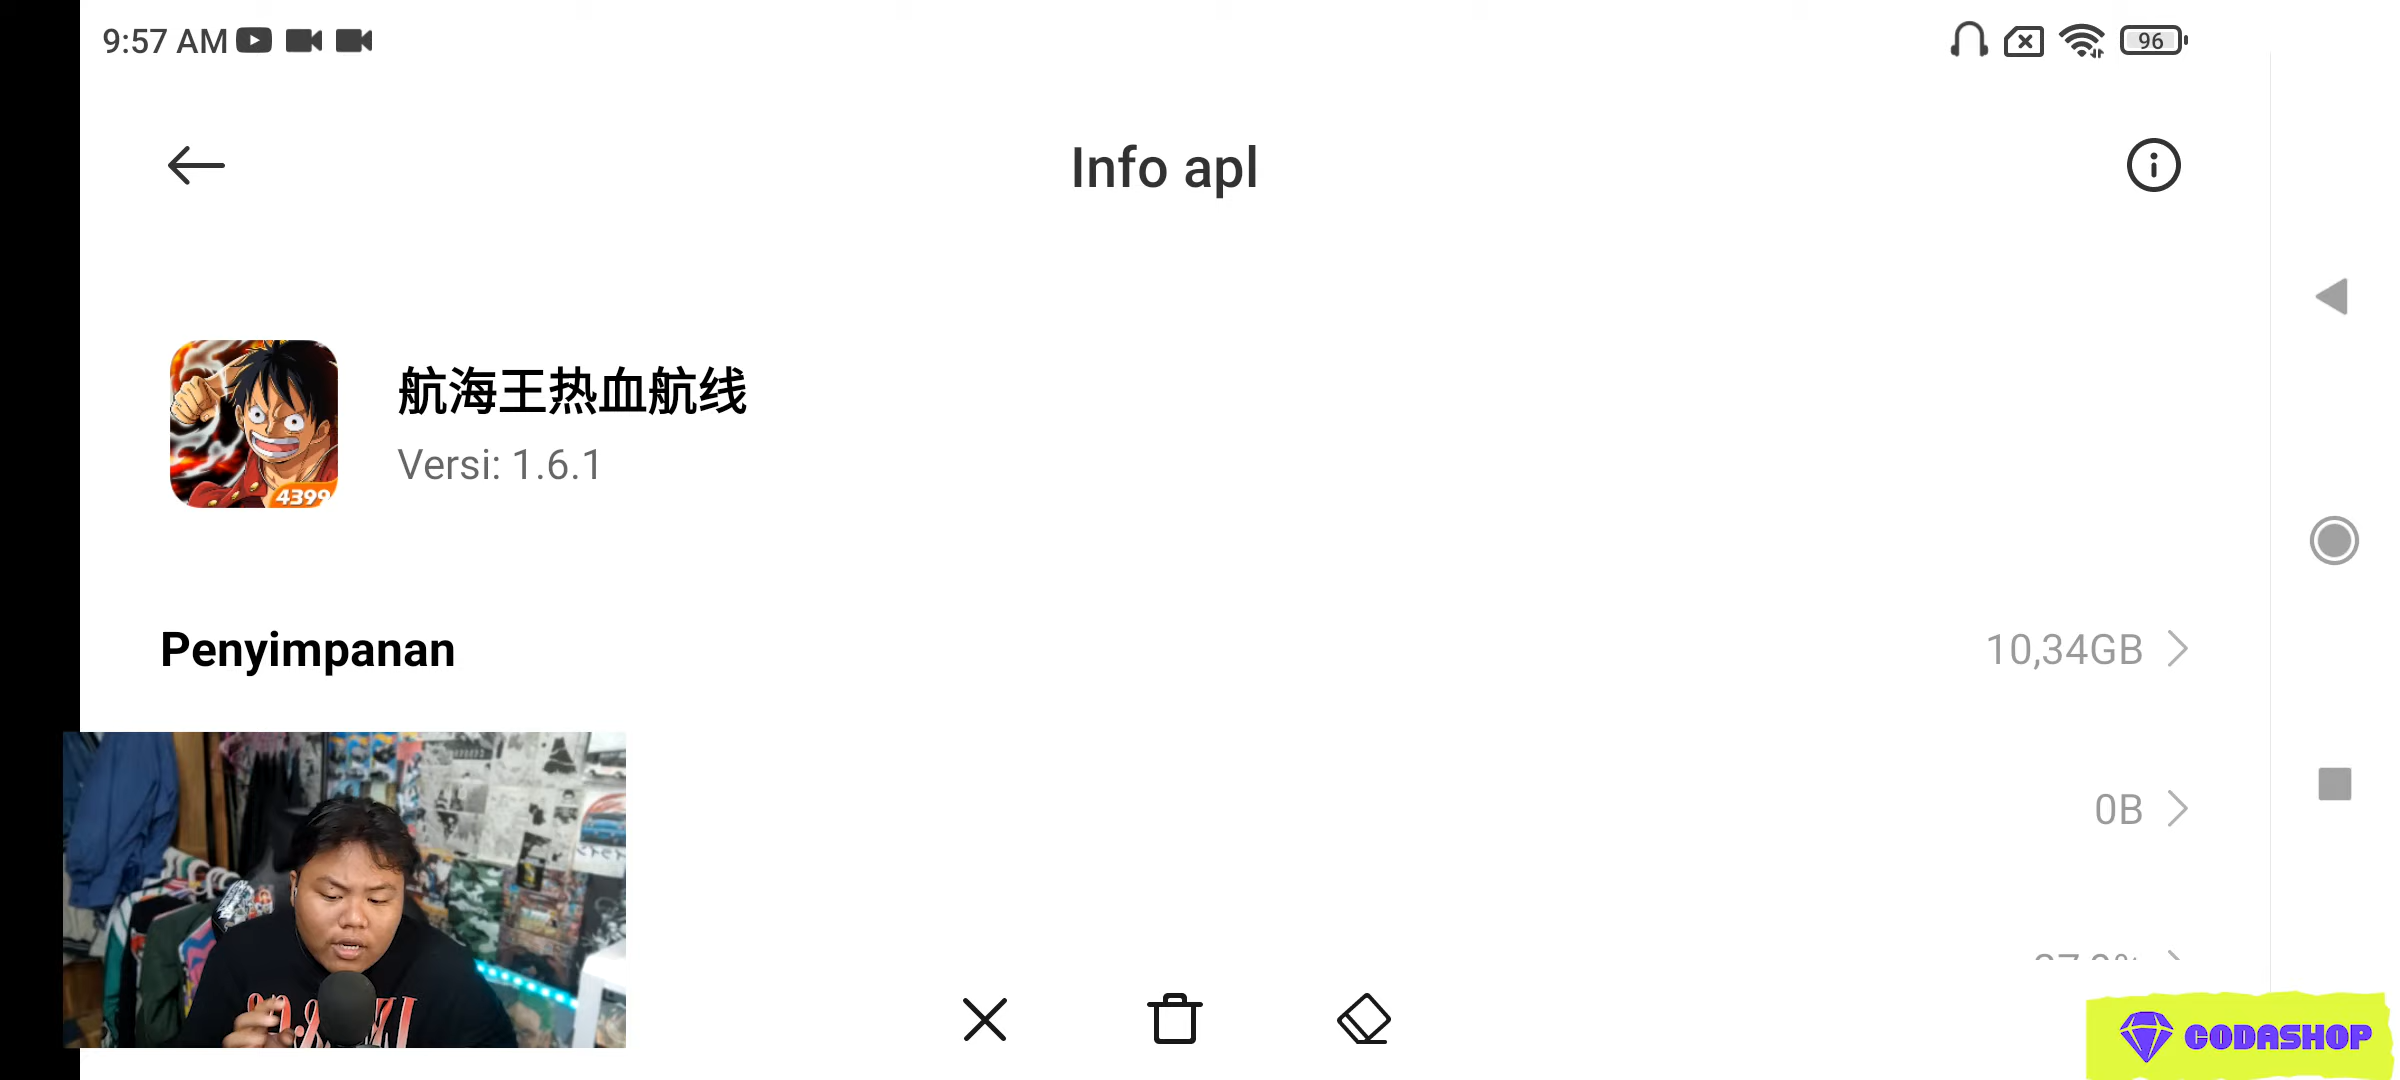 9:57 AM
96
Info apl
航海王热血航线
Versi: 1.6.1
4399
Penyimpanan
10,34GB
0B
CODASHOP